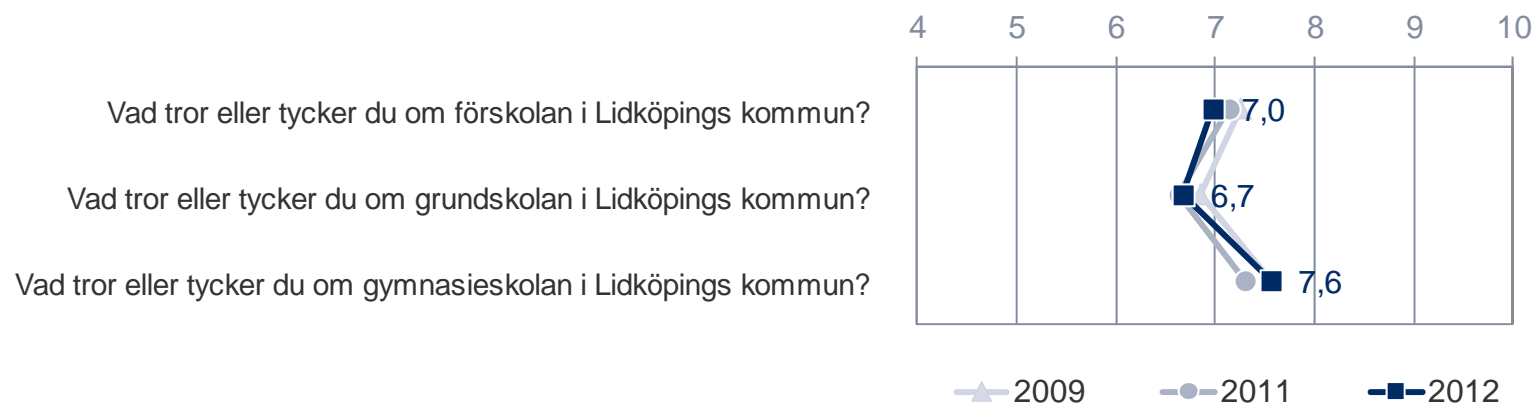 4 5 6 7 8 9 10
Vad tror eller tycker du om förskolan i Lidköpings kommun? 7,0
Vad tror eller tycker du om grundskolan i Lidköpings kommun? 6,7
Vad tror eller tycker du om gymnasieskolan i Lidköpings kommun? 7,6
2009 2011 2012